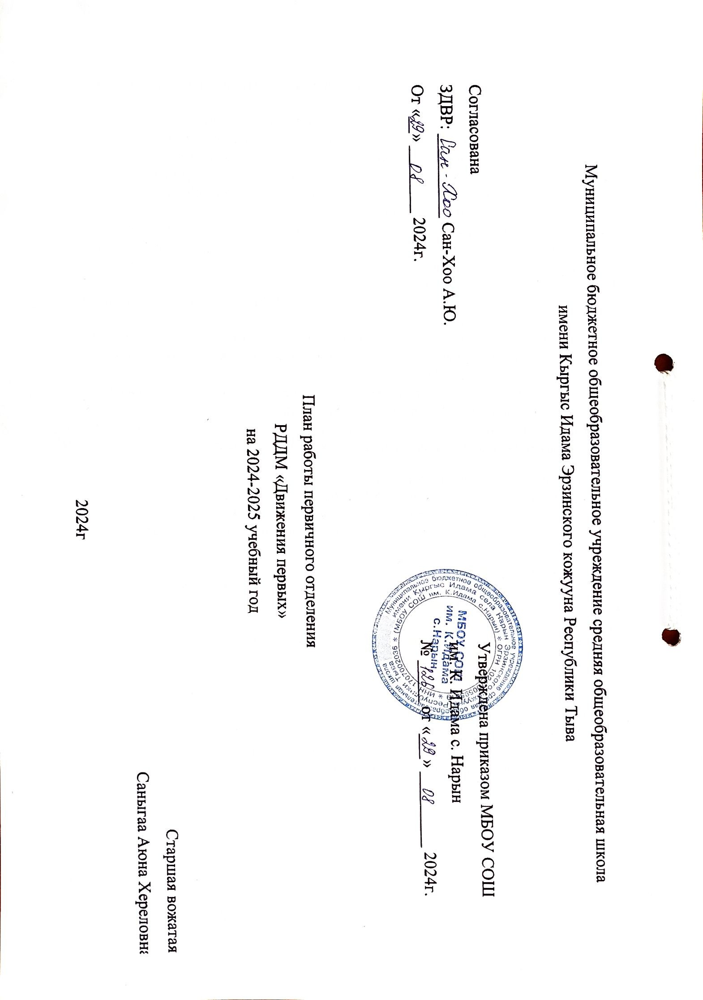 Муниципальное бюджетное общеобразовательное учреждение средняя общеобразовательная школа
имени Кыргыс Идама Эрзинского кожууна Республики Тыва
Согласована
ЗДВР: Сан-Хоо Сан-Хоо А.Ю.
От «29» 08 2024г.
Утверждена приказом МБОУ СОШ
им. К. Идама с. Нарын
№ 126 от «29» 08 2024г.
Муниципальное бюджетное общеобразовательное учреждение средняя общеобразовательная школа
имени Кыргыс Идама села Нарын Эрзинского кожууна Республики Тыва
(МБОУ СОШ им. К.Идама с.Нарын) * ОГРН * ИНН 1707002036 *
МБОУ СОШ
им. К.Идама
с.Нарын
План работы первичного отделения
РДДМ «Движения первых»
на 2024-2025 учебный год
Старшая вожатая
Саныгаа Аюна Хереловн
2024г